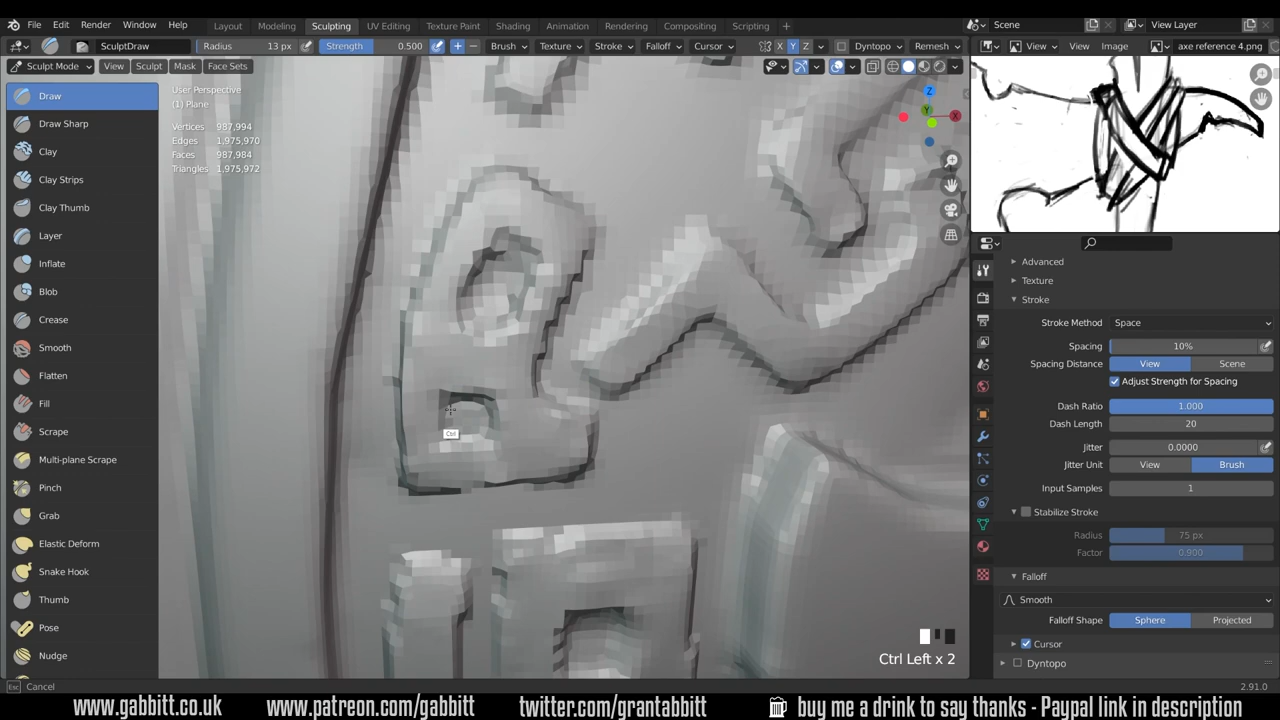 File Edit Render Window Help Layout Modeling Sculpting UV Editing Texture Paint Shading Animation Rendering Compositing Scripting + Scene View Layer
SculptDraw Radius 13 px Strength 0.500 Brush Texture Stroke Falloff Cursor X Y Z Dyntopo Remesh View View Image axe reference 4.png
Sculpt Mode View Sculpt Mask Face Sets
User Perspective
(1) Plane
Vertices 987,994
Edges 1,975,970
Faces 987,984
Triangles 1,975,972
Z
Y
X
Draw
Draw Sharp
Clay
Clay Strips
Clay Thumb
Layer
Inflate
Blob
Crease
Smooth
Flatten
Fill
Scrape
Multi-plane Scrape
Pinch
Grab
Elastic Deform
Snake Hook
Thumb
Pose
Nudge
Ctrl
Advanced
Texture
Stroke
Stroke Method Space
Spacing 10%
Spacing Distance View Scene
Adjust Strength for Spacing
Dash Ratio 1.000
Dash Length 20
Jitter 0.0000
Jitter Unit View Brush
Input Samples 1
Stabilize Stroke
Radius 75 px
Factor 0.900
Falloff
Smooth
Falloff Shape Sphere Projected
Cursor
Dyntopo
Ctrl Left x 2
Esc Cancel 2.91.0
www.gabbitt.co.uk www.patreon.com/gabbitt twitter.com/grantabbitt buy me a drink to say thanks - Paypal link in description